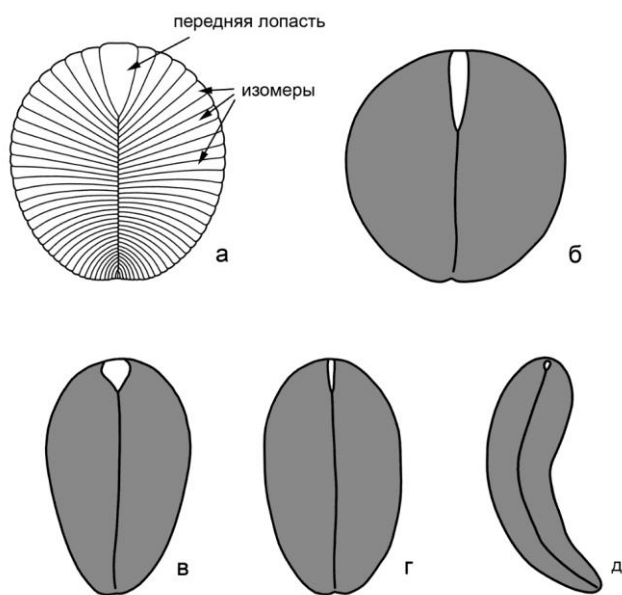 передняя лопасть
изомеры
а
б
в
г
д